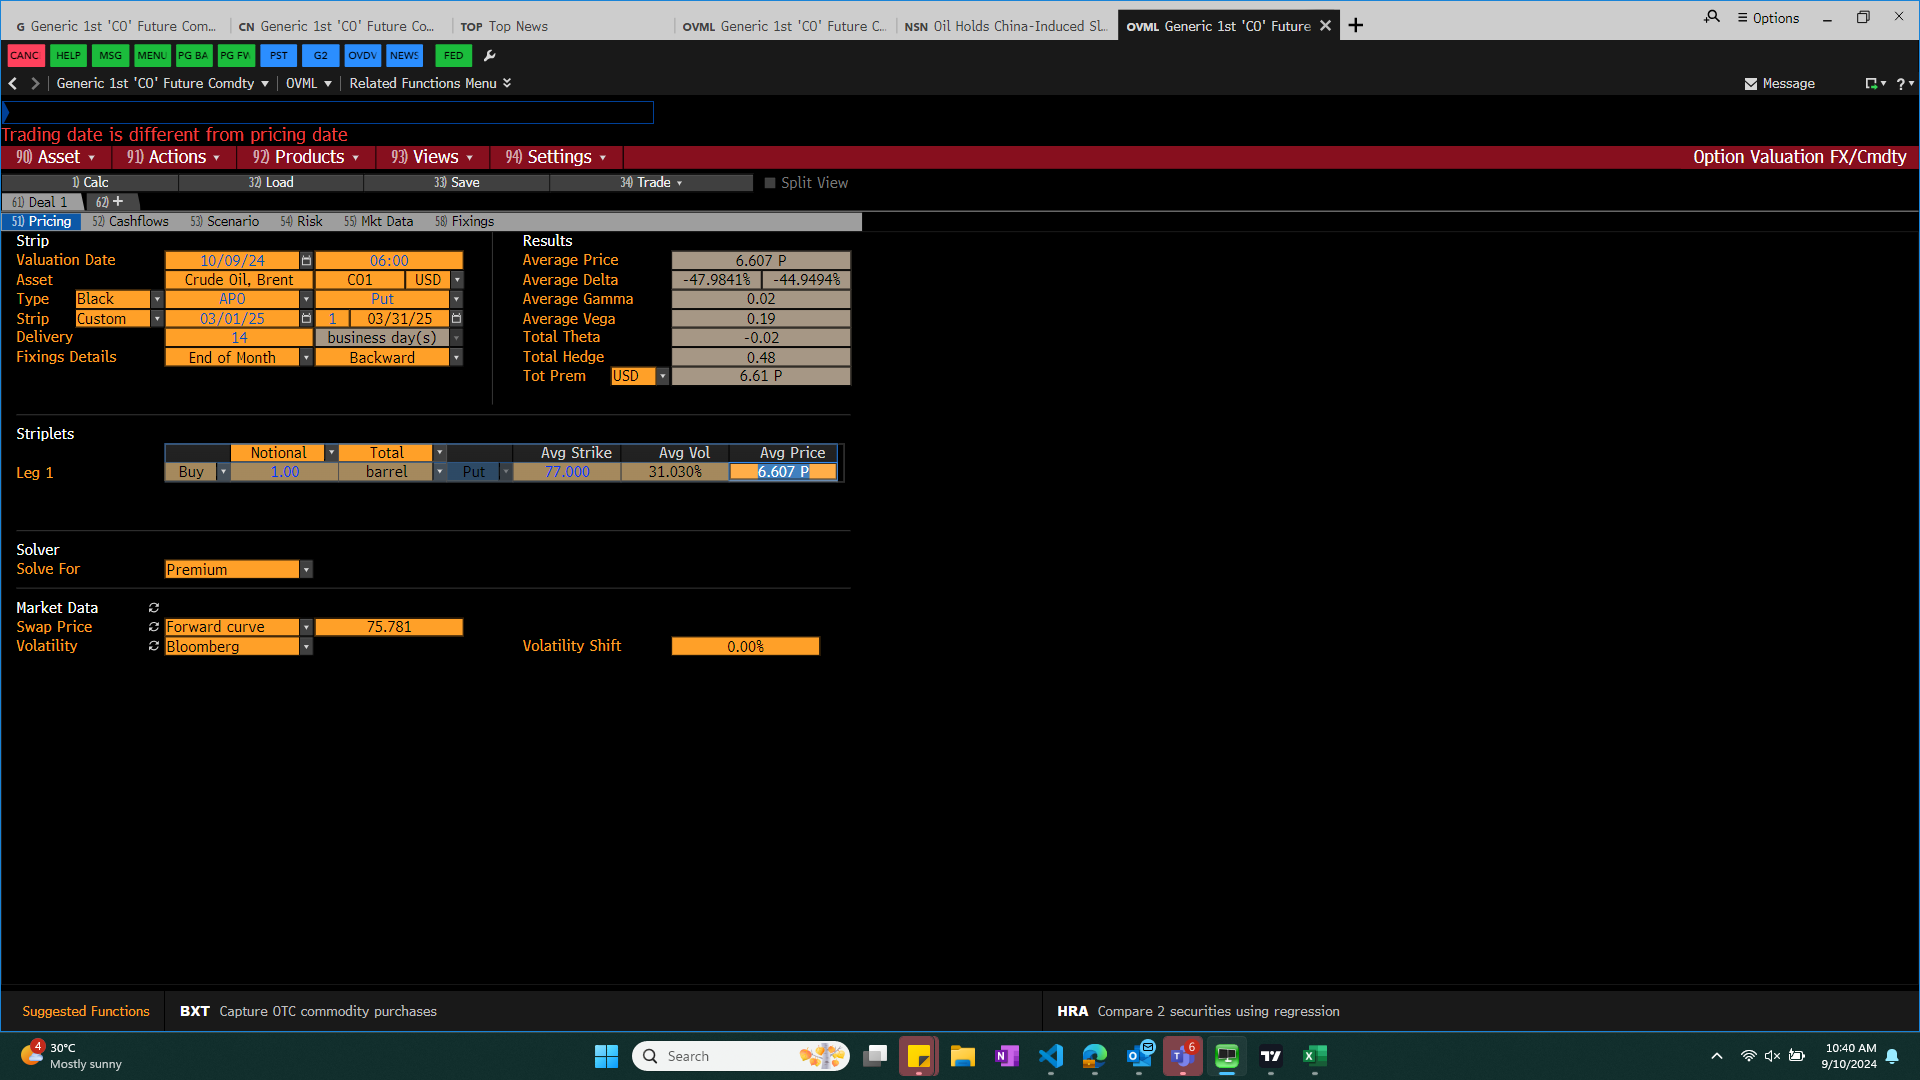 G Generic 1st 'CO' Future Com... CN Generic 1st 'CO' Future Co... TOP Top News OVML Generic 1st 'CO' Future C... NSN Oil Holds China-Induced Sl... OVML Generic 1st 'CO' Future Options
CANC HELP MSG MENU PG BA PG FW PST G2 OVDV NEWS FED
Generic 1st 'CO' Future Comdty OVML Related Functions Menu Message ?
Trading date is different from pricing date
90) Asset 91) Actions 92) Products 93) Views 94) Settings Option Valuation FX/Cmdty
1) Calc 32) Load 33) Save 34) Trade Split View
61) Deal 1 62) +
51) Pricing 52) Cashflows 53) Scenario 54) Risk 55) Mkt Data 58) Fixings
Strip Results
Valuation Date 10/09/24 06:00 Average Price 6.607 P
Asset Crude Oil, Brent CO1 USD Average Delta -47.9841% -44.9494%
Type Black APO Put Average Gamma 0.02
Strip Custom 03/01/25 1 03/31/25 Average Vega 0.19
Delivery 14 business day(s) Total Theta -0.02
Fixings Details End of Month Backward Total Hedge 0.48
Tot Prem USD 6.61 P
Striplets
Notional Total Avg Strike Avg Vol Avg Price
Leg 1 Buy 1.00 barrel Put 77.000 31.030% 6.607 P
Solver
Solve For Premium
Market Data
Swap Price Forward curve 75.781
Volatility Bloomberg Volatility Shift 0.00%
Suggested Functions BXT Capture OTC commodity purchases HRA Compare 2 securities using regression
4 30°C Search 6 10:40 AM
Mostly sunny 9/10/2024